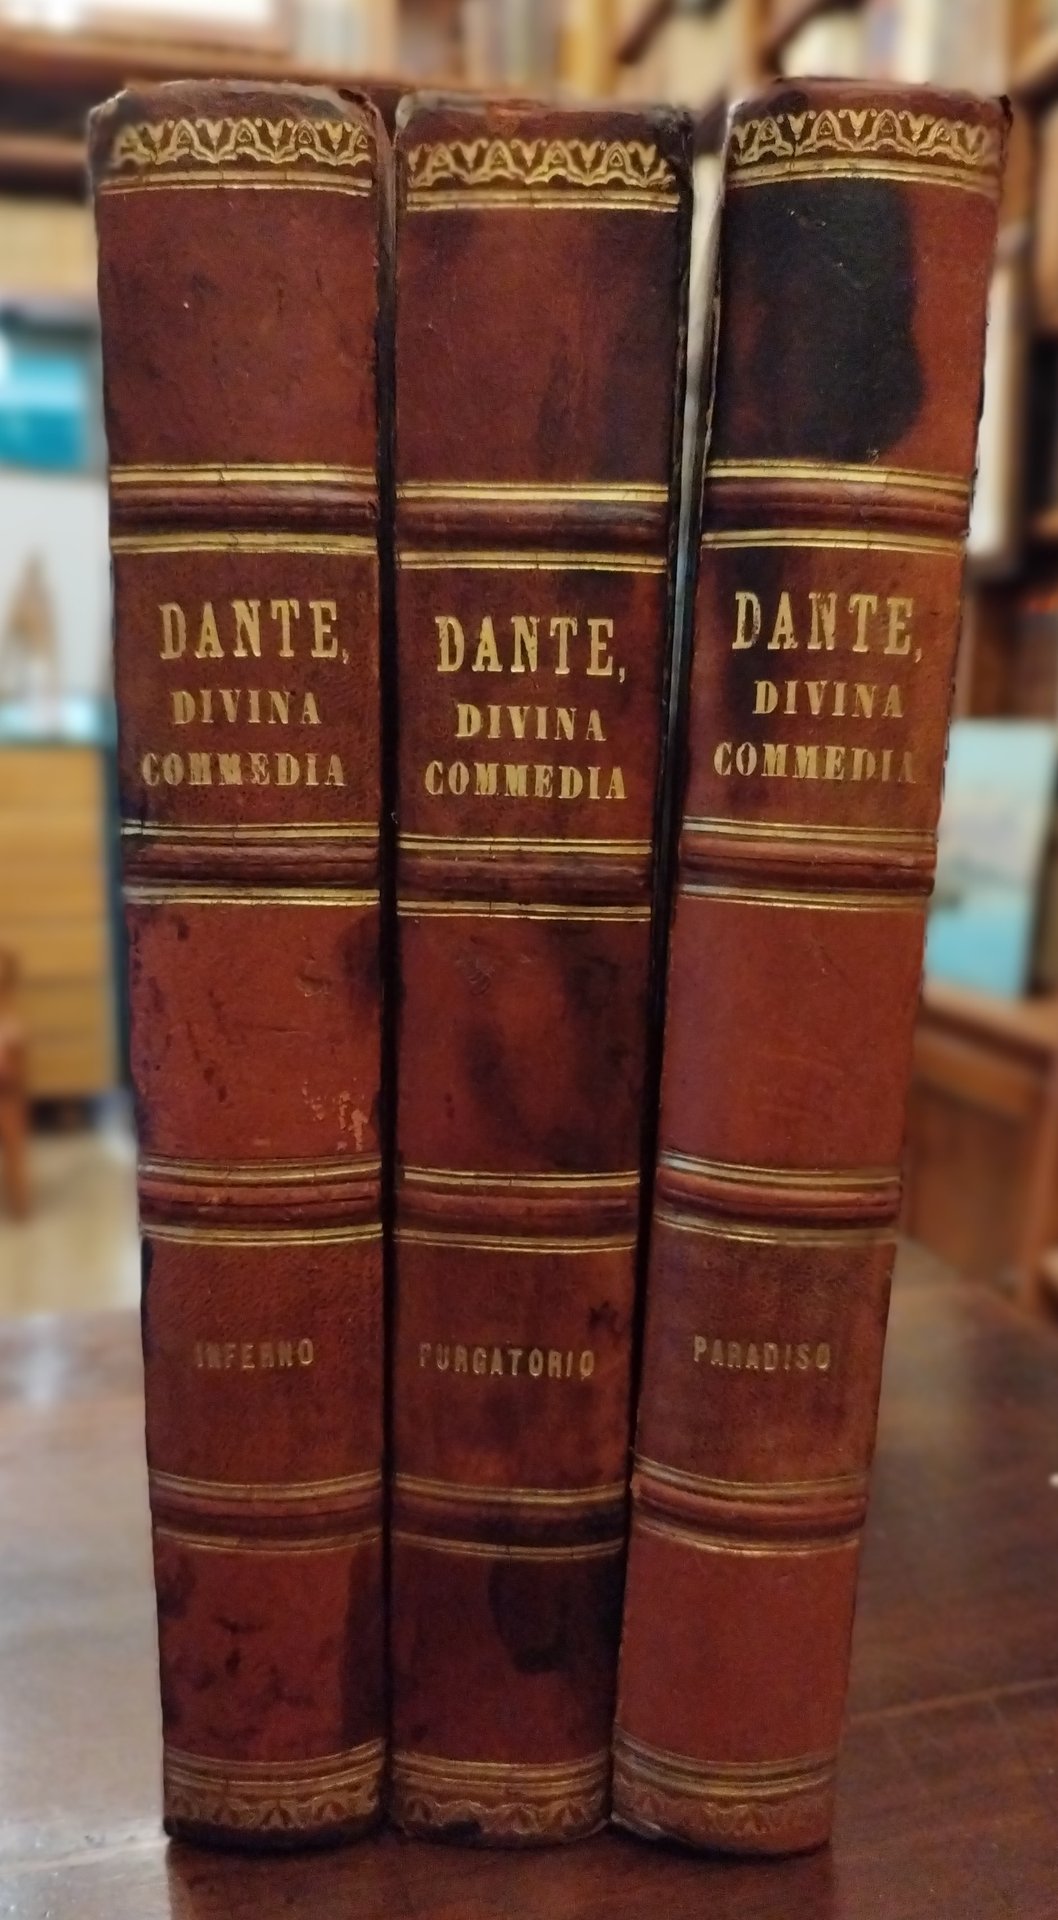 DANTE,
DIVINA
COMMEDIA
INFERNO
DANTE,
DIVINA
COMMEDIA
PURGATORIO
DANTE,
DIVINA
COMMEDIA
PARADISO